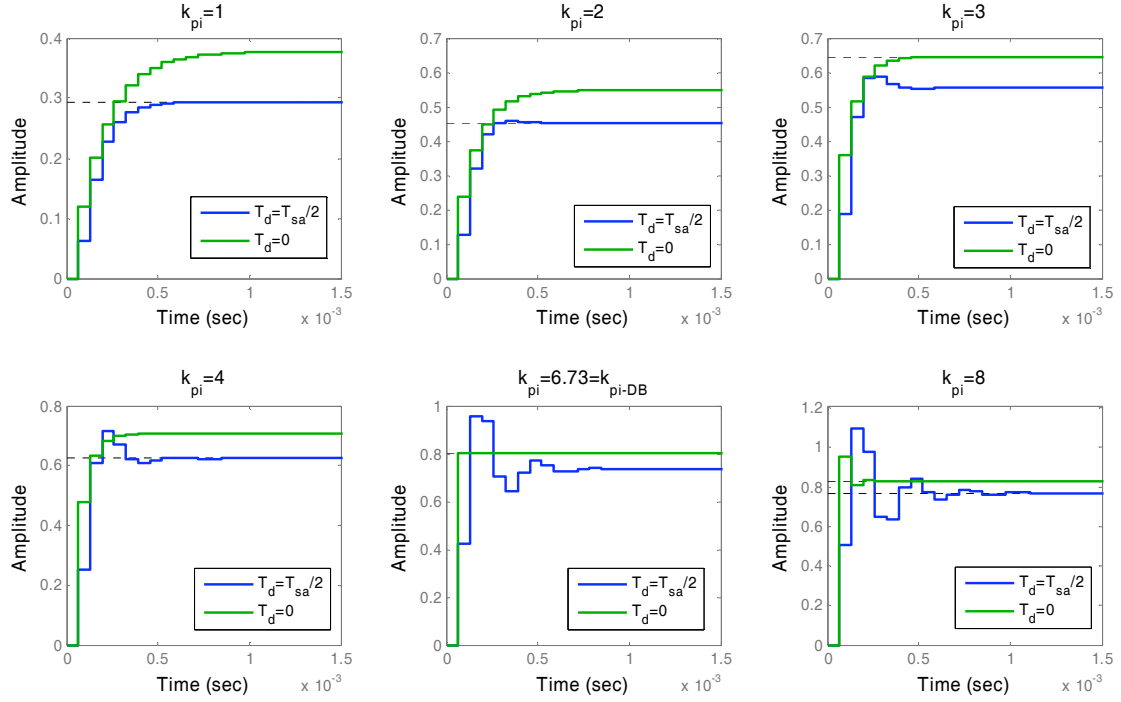 k_pi=1
0.4
0.3
0.2
0.1
0
Amplitude
T_d=T_sa/2
T_d=0
0 0.5 1 1.5
Time (sec)
x 10^-3
k_pi=2
0.7
0.6
0.5
0.4
0.3
0.2
0.1
0
Amplitude
T_d=T_sa/2
T_d=0
0 0.5 1 1.5
Time (sec)
x 10^-3
k_pi=3
0.7
0.6
0.5
0.4
0.3
0.2
0.1
0
Amplitude
T_d=T_sa/2
T_d=0
0 0.5 1 1.5
Time (sec)
x 10^-3
k_pi=4
0.8
0.6
0.4
0.2
0
Amplitude
T_d=T_sa/2
T_d=0
0 0.5 1 1.5
Time (sec)
x 10^-3
k_pi=6.73=k_pi-DB
1
0.8
0.6
0.4
0.2
0
Amplitude
T_d=T_sa/2
T_d=0
0 0.5 1 1.5
Time (sec)
x 10^-3
k_pi=8
1.2
1
0.8
0.6
0.4
0.2
0
Amplitude
T_d=T_sa/2
T_d=0
0 0.5 1 1.5
Time (sec)
x 10^-3